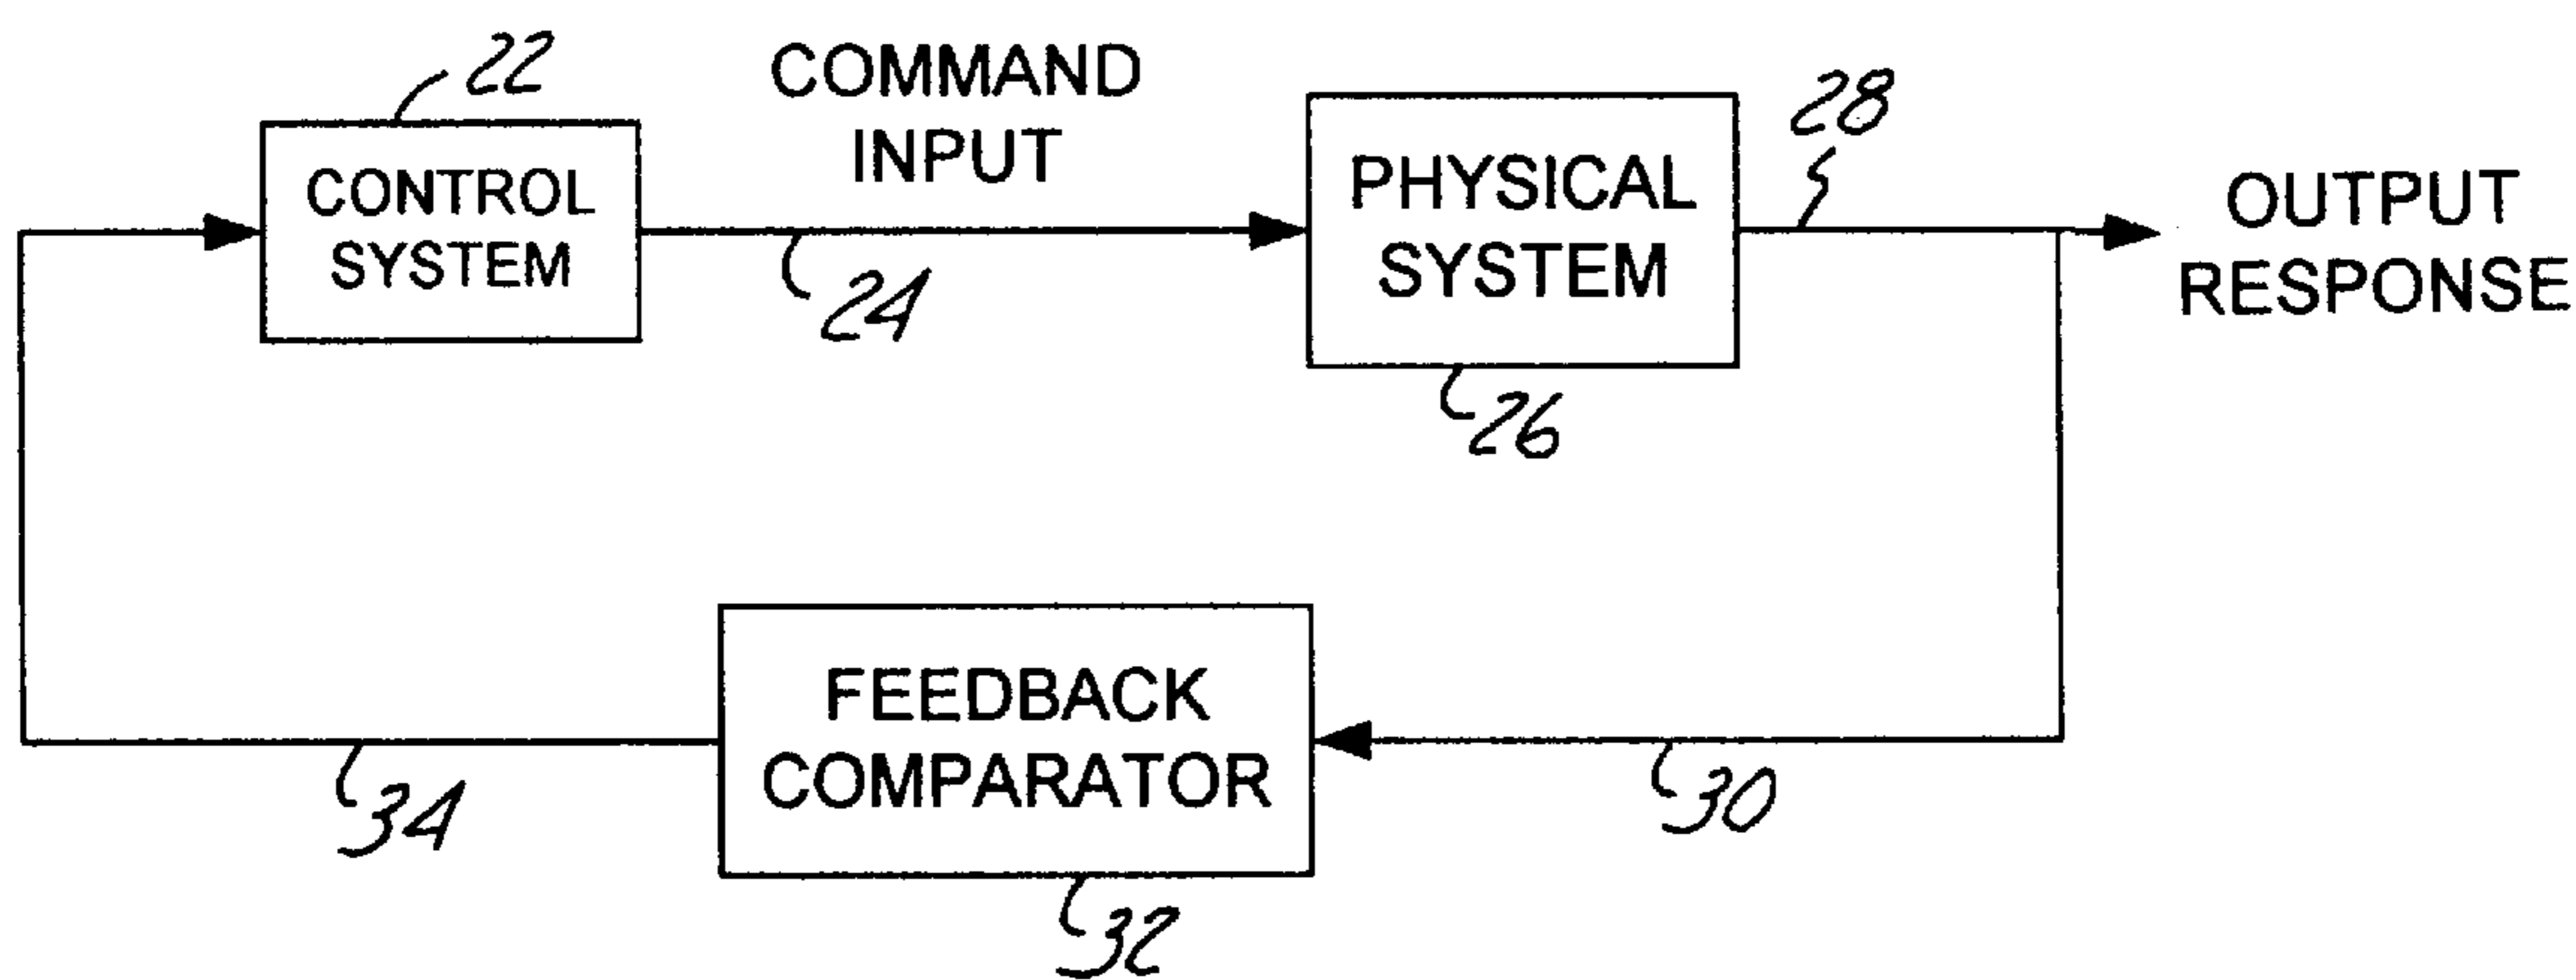 22
COMMAND
INPUT
28
CONTROL
SYSTEM
PHYSICAL
SYSTEM
OUTPUT
RESPONSE
24
26
FEEDBACK
COMPARATOR
34
30
32